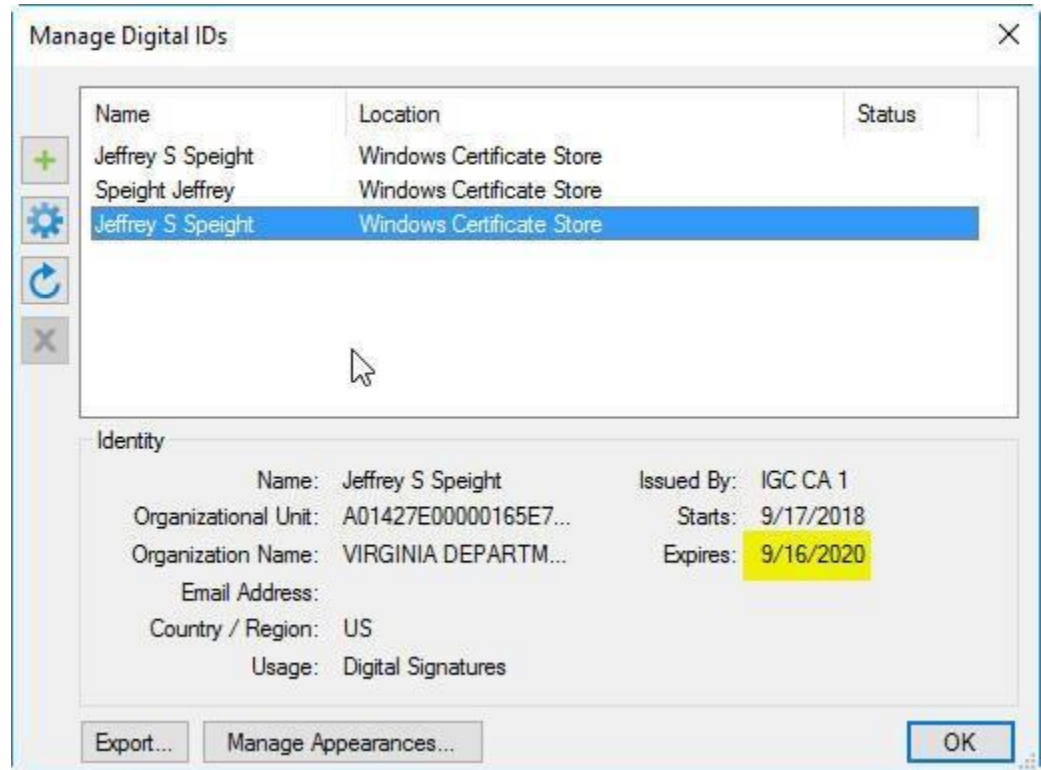 Manage Digital IDs
Name Location Status
Jeffrey S Speight Windows Certificate Store
Speight Jeffrey Windows Certificate Store
Jeffrey S Speight Windows Certificate Store
Identity
Name: Jeffrey S Speight Issued By: IGC CA 1
Organizational Unit: A01427E00000165E7... Starts: 9/17/2018
Organization Name: VIRGINIA DEPARTM... Expires: 9/16/2020
Email Address:
Country / Region: US
Usage: Digital Signatures
Export... Manage Appearances... OK